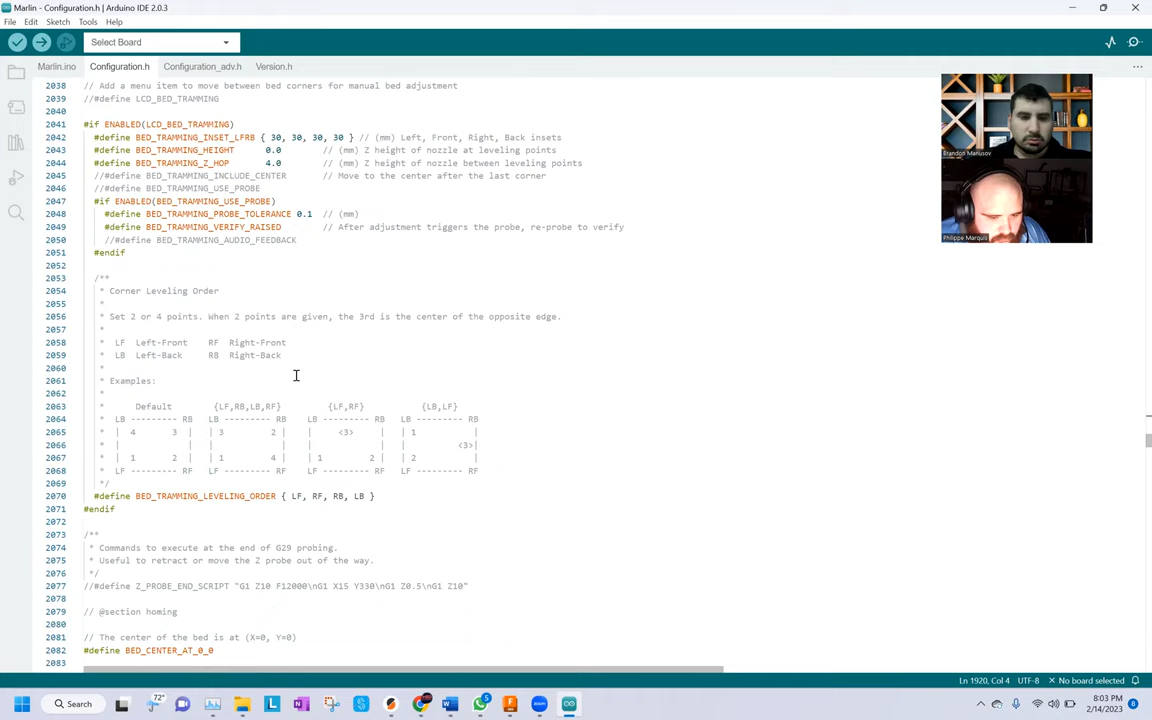 Marlin - Configuration.h | Arduino IDE 2.0.3
File Edit Sketch Tools Help
Select Board
Marlin.ino Configuration.h Configuration_adv.h Version.h
2038 // Add a menu item to move between bed corners for manual bed adjustment
2039 //#define LCD_BED_TRAMMING
2040
2041 #if ENABLED(LCD_BED_TRAMMING)
2042 #define BED_TRAMMING_INSET_LFRB { 30, 30, 30, 30 } // (mm) Left, Front, Right, Back insets
2043 #define BED_TRAMMING_HEIGHT 0.0 // (mm) Z height of nozzle at leveling points
2044 #define BED_TRAMMING_Z_HOP 4.0 // (mm) Z height of nozzle between leveling points
2045 //#define BED_TRAMMING_INCLUDE_CENTER // Move to the center after the last corner
2046 //#define BED_TRAMMING_USE_PROBE
2047 #if ENABLED(BED_TRAMMING_USE_PROBE)
2048 #define BED_TRAMMING_PROBE_TOLERANCE 0.1 // (mm)
2049 #define BED_TRAMMING_VERIFY_RAISED // After adjustment triggers the probe, re-probe to verify
2050 //#define BED_TRAMMING_AUDIO_FEEDBACK
2051 #endif
2052
2053 /**
2054 * Corner Leveling Order
2055 *
2056 * Set 2 or 4 points. When 2 points are given, the 3rd is the center of the opposite edge.
2057 *
2058 * LF Left-Front RF Right-Front
2059 * LB Left-Back RB Right-Back
2060 *
2061 * Examples:
2062 *
2063 * Default {LF,RB,LB,RF} {LF,RF} {LB,LF}
2064 * LB --------- RB LB --------- RB LB --------- RB LB --------- RB
2065 * | 4 3 | | 3 2 | | <3> | | 1 |
2066 * | | | | | | | <3>|
2067 * | 1 2 | | 1 4 | | 1 2 | | 2 |
2068 * LF --------- RF LF --------- RF LF --------- RF LF --------- RF
2069 */
2070 #define BED_TRAMMING_LEVELING_ORDER { LF, RF, RB, LB }
2071 #endif
2072
2073 /**
2074 * Commands to execute at the end of G29 probing.
2075 * Useful to retract or move the Z probe out of the way.
2076 */
2077 //#define Z_PROBE_END_SCRIPT "G1 Z10 F12000\nG1 X15 Y330\nG1 Z0.5\nG1 Z10"
2078
2079 // @section homing
2080
2081 // The center of the bed is at (X=0, Y=0)
2082 #define BED_CENTER_AT_0_0
2083
Brandon Manusov
Philippe Marquis
Ln 1920, Col 4 UTF-8 No board selected
Search
72°
5
8:03 PM
2/14/2023
8